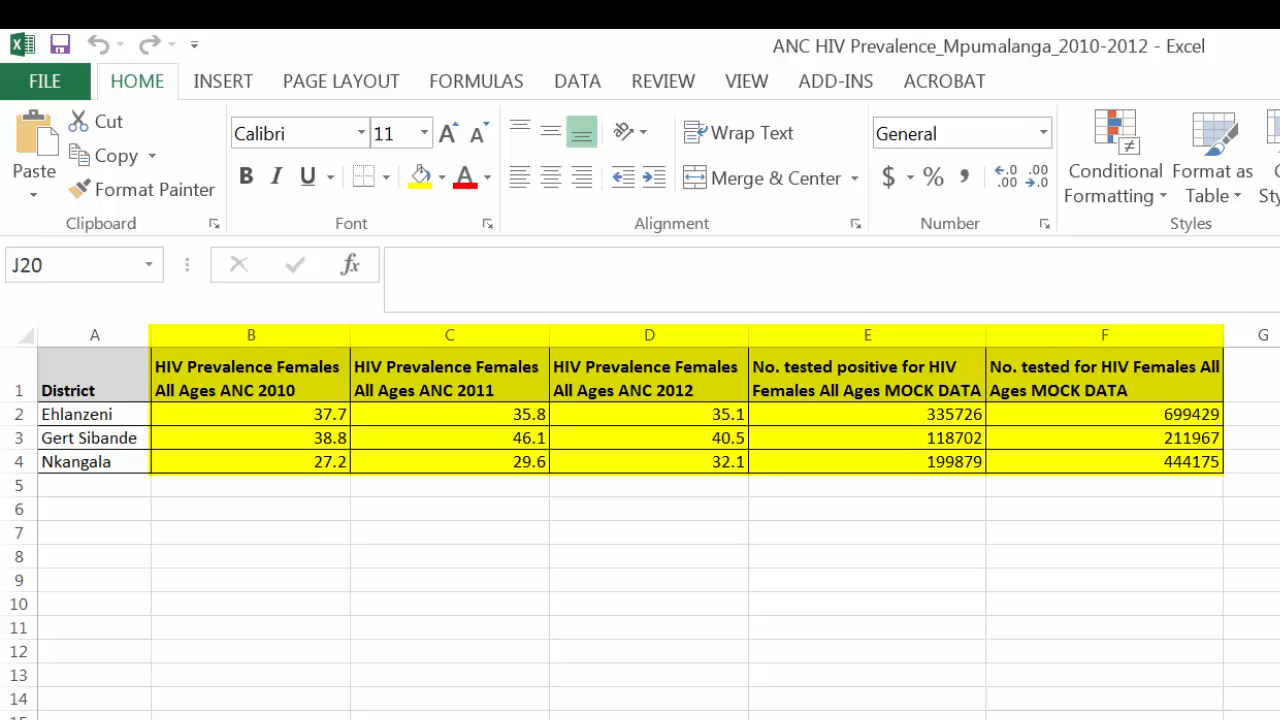 ANC HIV Prevalence_Mpumalanga_2010-2012 - Excel
FILE HOME INSERT PAGE LAYOUT FORMULAS DATA REVIEW VIEW ADD-INS ACROBAT
Paste
Cut
Copy
Format Painter
Clipboard
Calibri 11
B I U
Font
Wrap Text
Merge & Center
Alignment
General
$ % ,
Number
Conditional Formatting
Format as Table
Styles
J20
fx
A B C D E F G
1 District HIV Prevalence Females All Ages ANC 2010 HIV Prevalence Females All Ages ANC 2011 HIV Prevalence Females All Ages ANC 2012 No. tested positive for HIV Females All Ages MOCK DATA No. tested for HIV Females All Ages MOCK DATA
2 Ehlanzeni 37.7 35.8 35.1 335726 699429
3 Gert Sibande 38.8 46.1 40.5 118702 211967
4 Nkangala 27.2 29.6 32.1 199879 444175
5
6
7
8
9
10
11
12
13
14